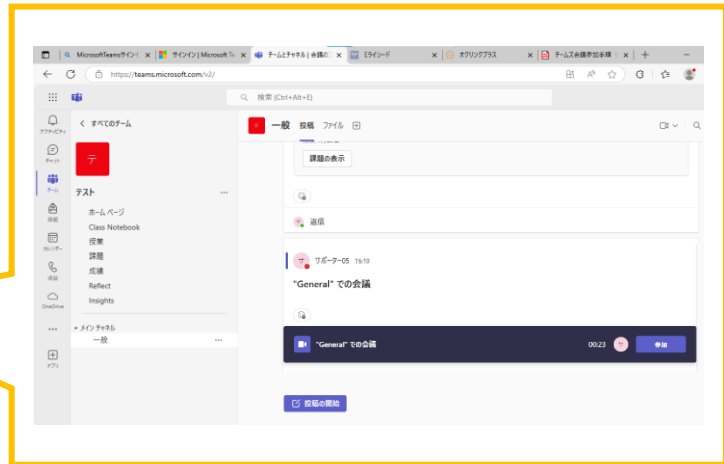 MicrosoftTeamsサインイ
サインイン | Microsoft Te
チームとチャネル | 会議の
Eライシード
オクリンクプラス
チームズ会議参加手順
https://teams.microsoft.com/v2/
検索 (Ctrl+Alt+E)
アクティビティ
チャット
チーム
課題
カレンダー
通話
OneDrive
アプリ
すべてのチーム
テ
テスト
ホーム ページ
Class Notebook
授業
課題
成績
Reflect
Insights
メイン チャネル
一般
テ 一般 投稿 ファイル
課題の表示
返信
サ サポーター05 16:19
"General" での会議
"General" での会議 00:23 サ 参加
投稿の開始